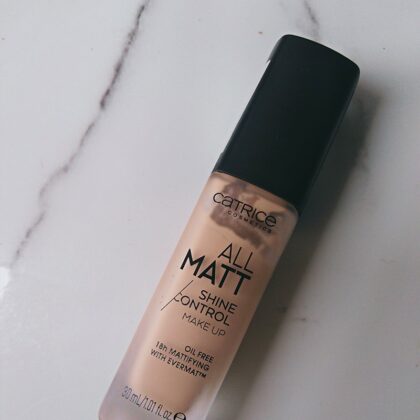 CATRICE
COSMETICS
ALL
MATT
SHINE
CONTROL
MAKE UP
OIL FREE
18h MATTIFYING
WITH EVERMAT™
30 ml/1.01 fl.oz ℮